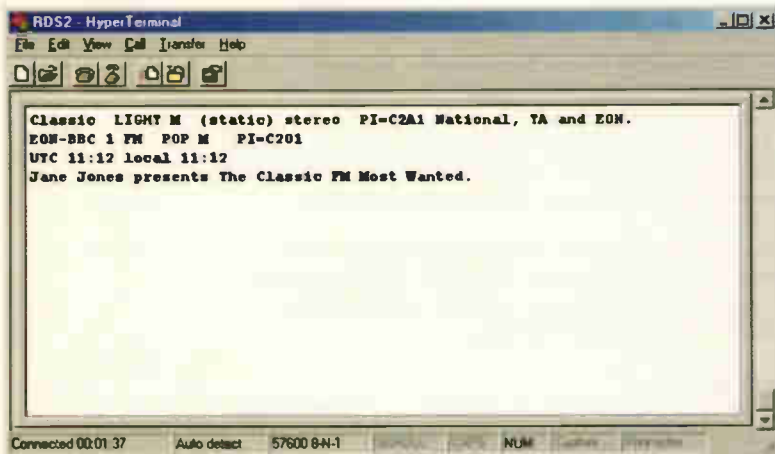 RDS2 - HyperTerminal
File Edit View Call Transfer Help
Classic LIGHT M (static) stereo PI=C2A1 National, TA and EON.
EON-BBC 1 FM POP M PI=C201
UTC 11:12 local 11:12
Jane Jones presents The Classic FM Most Wanted.
Connected 00:01:37 Auto detect 57600 8-N-1 NUM